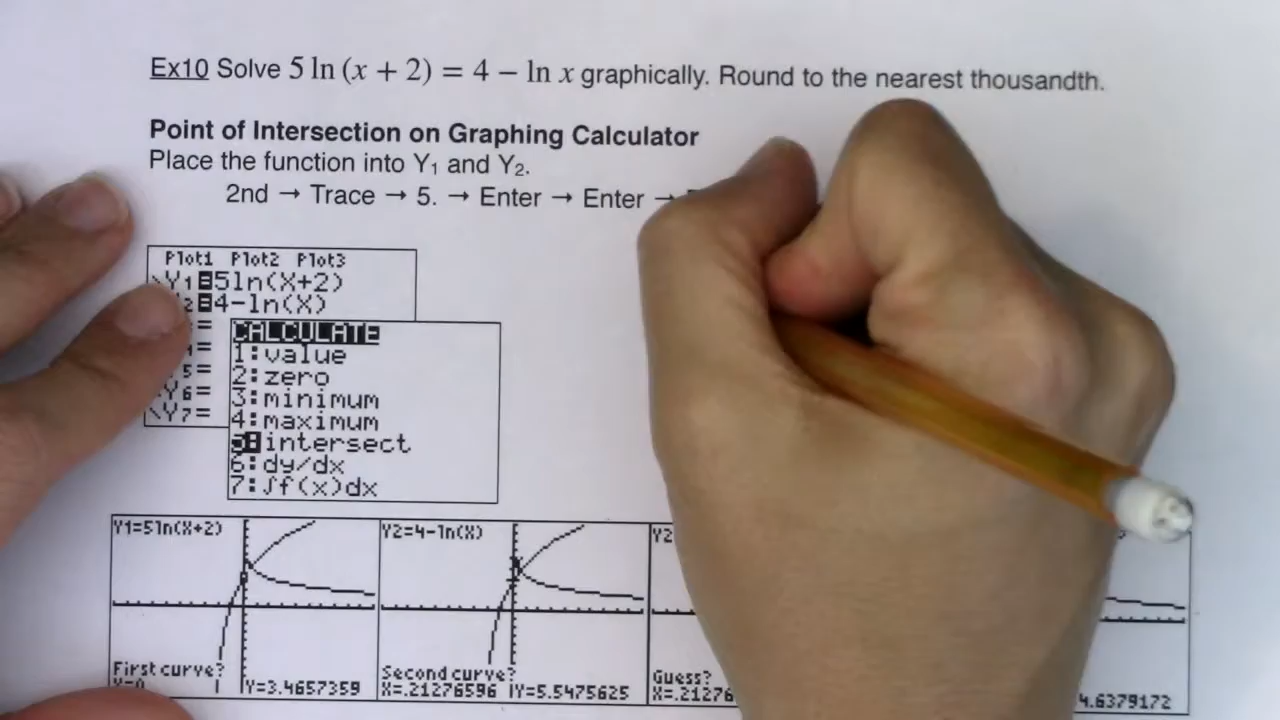 Ex10 Solve 5 ln (x + 2) = 4 − ln x graphically. Round to the nearest thousandth.
Point of Intersection on Graphing Calculator
Place the function into Y₁ and Y₂.
2nd → Trace → 5. → Enter → Enter →
Plot1 Plot2 Plot3
\Y₁=5ln(X+2)
2=4-ln(X)
=
CALCULATE
1:value
=
2:zero
5=
3:minimum
Y₆=
4:maximum
\Y₇=
5:intersect
6:dy/dx
7:∫f(x)dx
Y1=5ln(X+2)
First curve?
X=0 Y=3.4657359
Y2=4-ln(X)
Second curve?
X=.21276596 Y=5.5475625
Y2
Guess?
X=.21276
4.6379172